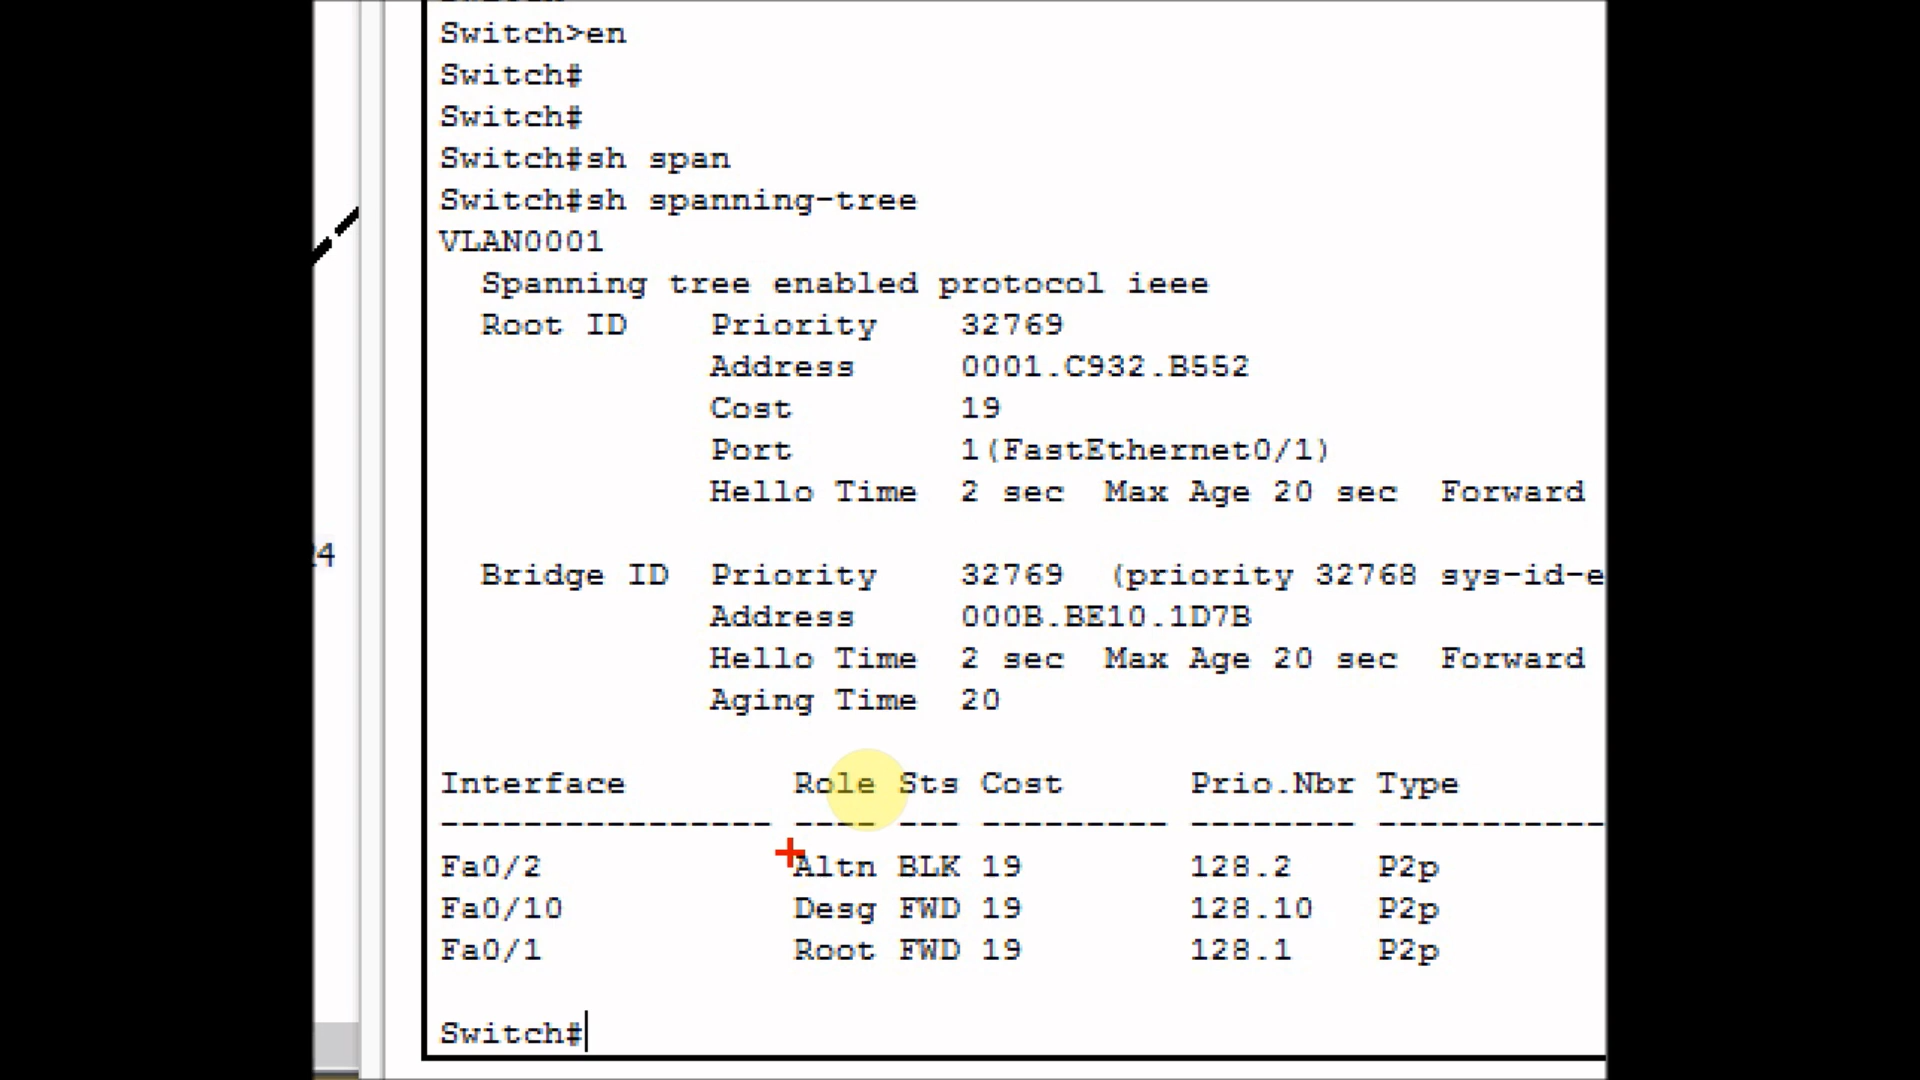 Switch>en
Switch#
Switch#
Switch#sh span
Switch#sh spanning-tree
VLAN0001
Spanning tree enabled protocol ieee
Root ID Priority 32769
Address 0001.C932.B552
Cost 19
Port 1(FastEthernet0/1)
Hello Time 2 sec Max Age 20 sec Forward
24
Bridge ID Priority 32769 (priority 32768 sys-id-e
Address 000B.BE10.1D7B
Hello Time 2 sec Max Age 20 sec Forward
Aging Time 20
Interface Role Sts Cost Prio.Nbr Type
---------------- ---- --- --------- -------- -----------
Fa0/2 Altn BLK 19 128.2 P2p
Fa0/10 Desg FWD 19 128.10 P2p
Fa0/1 Root FWD 19 128.1 P2p
Switch#